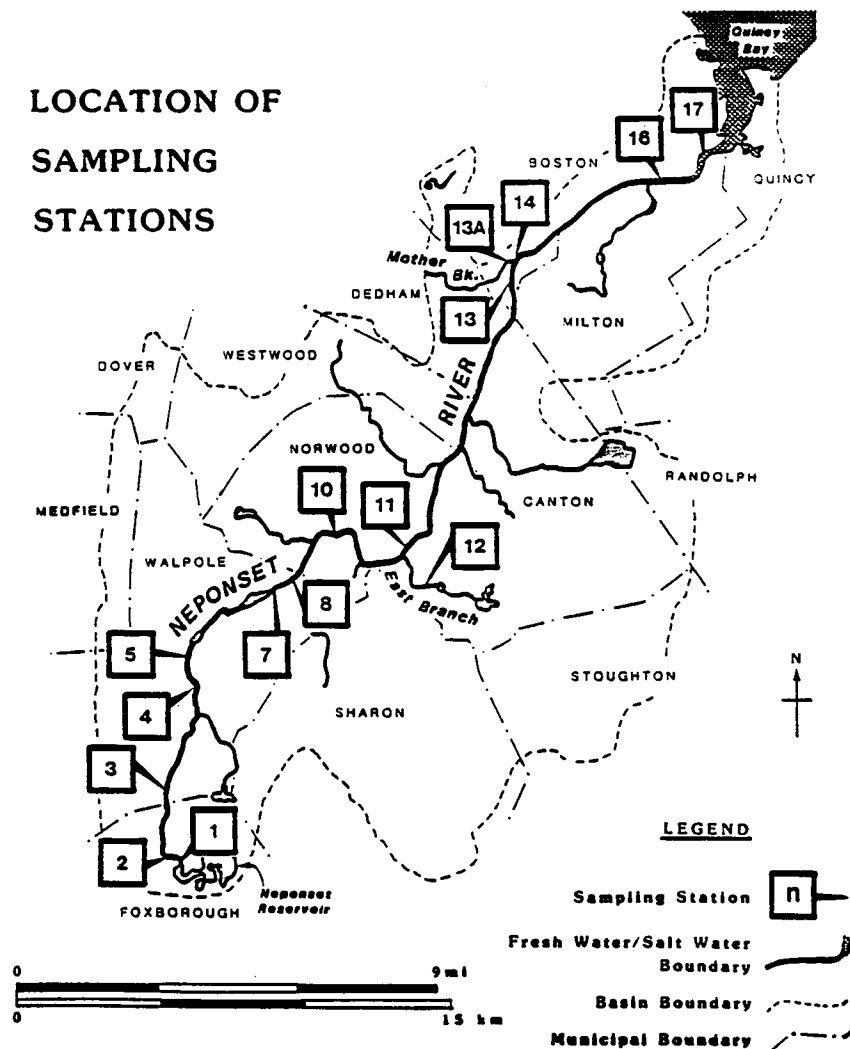 LOCATION OF
SAMPLING
STATIONS
Quincy
Bay
17
16
BOSTON
QUINCY
14
13A
Mother Bk.
DEDHAM
13
MILTON
WESTWOOD
DOVER
RIVER
NORWOOD
RANDOLPH
CANTON
10
11
MEDFIELD
12
WALPOLE
NEPONSET
East Branch
8
7
5
STOUGHTON
N
4
SHARON
3
1
2
LEGEND
Neponset
Reservoir
FOXBOROUGH
n
Sampling Station
Fresh Water/Salt Water
Boundary
0
9mi
Basin Boundary
0
15 km
Municipal Boundary